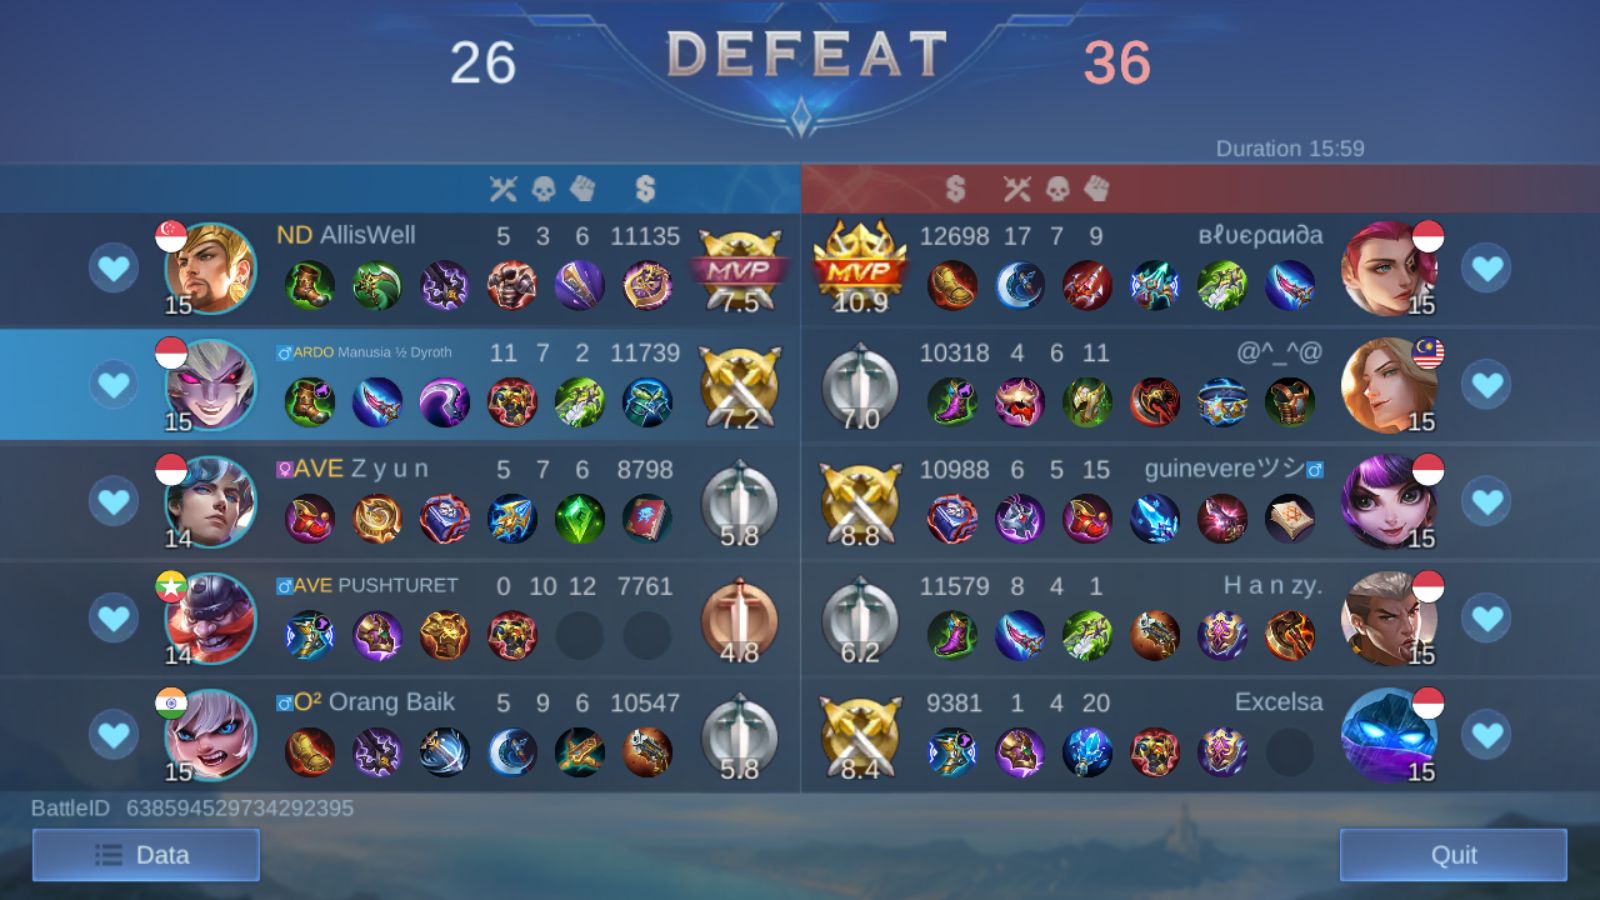 26 DEFEAT 36
Duration 15:59
ND AllisWell 5 3 6 11135 MVP 7.5 15
MVP 10.9 12698 17 7 9 вℓυєραи∂а 15
♂ARDO Manusia ½ Dyroth 11 7 2 11739 7.2 15
7.0 10318 4 6 11 @^_^@ 15
♀AVE Z y u n 5 7 6 8798 5.8 14
8.8 10988 6 5 15 guinevereツシ♂ 15
♂AVE PUSHTURET 0 10 12 7761 4.8 14
6.2 11579 8 4 1 H a n zy. 15
♂O² Orang Baik 5 9 6 10547 5.8 15
8.4 9381 1 4 20 Excelsa 15
BattleID 638594529734292395
Data
Quit